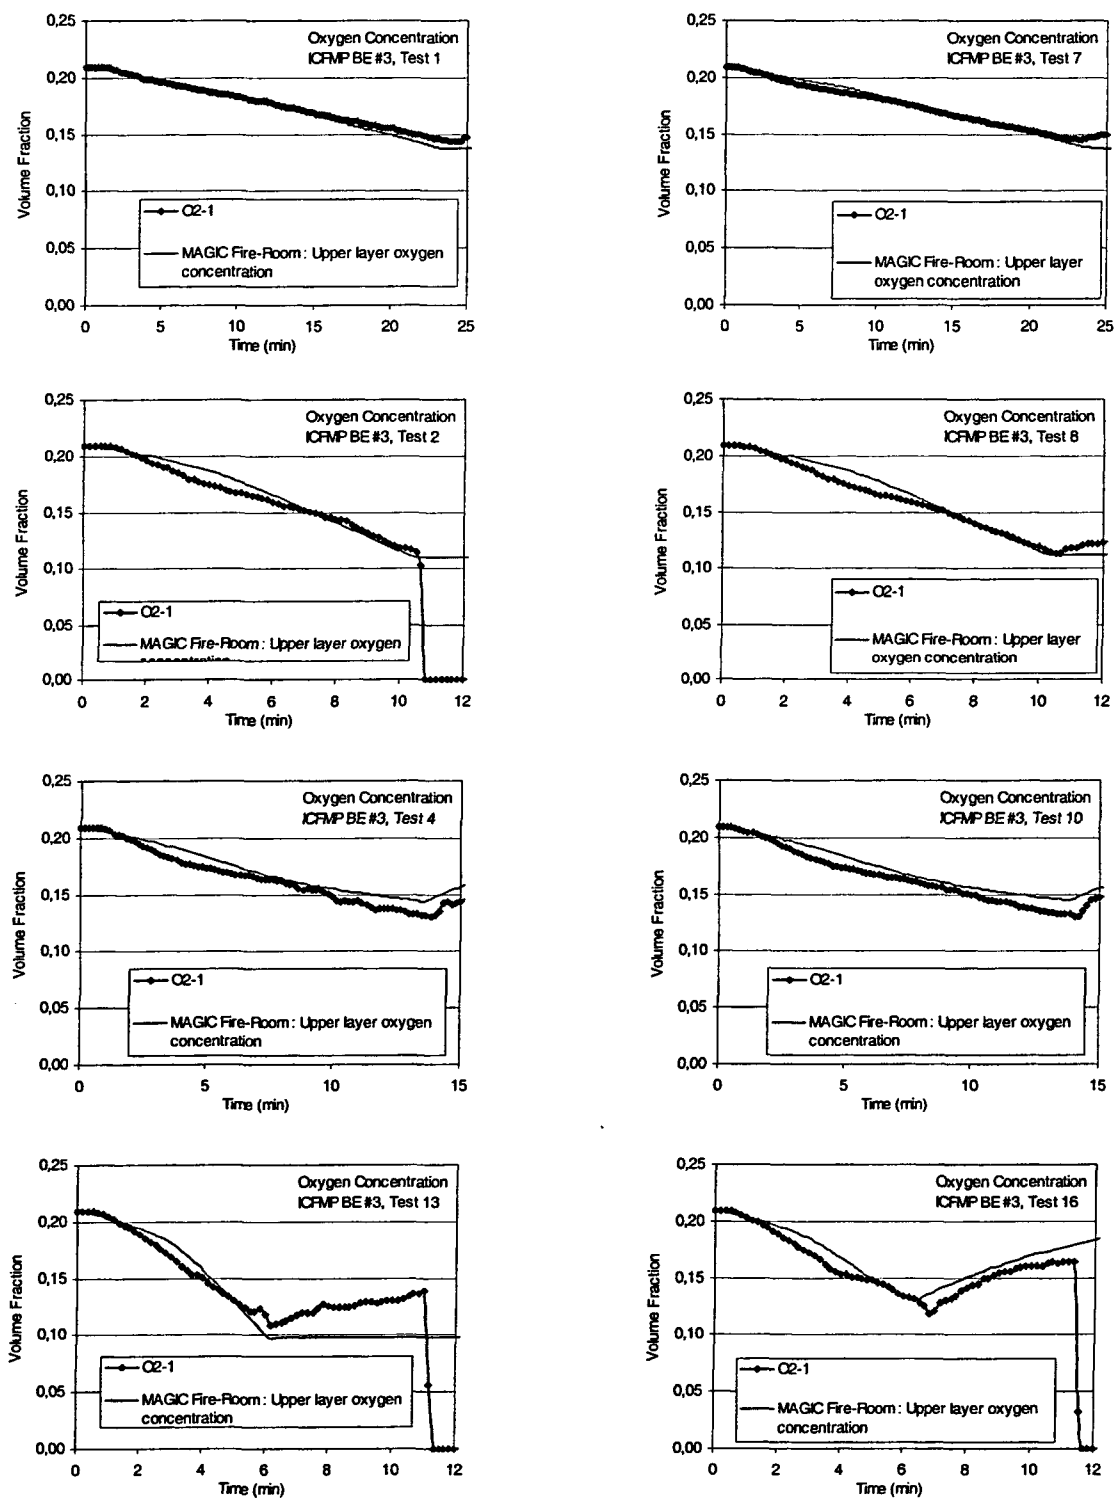 Oxygen Concentration
ICFMP BE #3, Test 1
0,25
0,20
0,15
0,10
0,05
0,00
Volume Fraction
O2-1
MAGIC Fire-Room : Upper layer oxygen
concentration
0 5 10 15 20 25
Time (min)
Oxygen Concentration
ICFMP BE #3, Test 7
0,25
0,20
0,15
0,10
0,05
0,00
Volume Fraction
O2-1
MAGIC Fire-Room : Upper layer
oxygen concentration
0 5 10 15 20 25
Time (min)
Oxygen Concentration
ICFMP BE #3, Test 2
0,25
0,20
0,15
0,10
0,05
0,00
Volume Fraction
O2-1
MAGIC Fire-Room : Upper layer oxygen
0 2 4 6 8 10 12
Time (min)
Oxygen Concentration
ICFMP BE #3, Test 8
0,25
0,20
0,15
0,10
0,05
0,00
Volume Fraction
O2-1
MAGIC Fire-Room : Upper layer
oxygen concentration
0 2 4 6 8 10 12
Time (min)
Oxygen Concentration
ICFMP BE #3, Test 4
0,25
0,20
0,15
0,10
0,05
0,00
Volume Fraction
O2-1
MAGIC Fire-Room : Upper layer oxygen
concentration
0 5 10 15
Time (min)
Oxygen Concentration
ICFMP BE #3, Test 10
0,25
0,20
0,15
0,10
0,05
0,00
Volume Fraction
O2-1
MAGIC Fire-Room : Upper layer oxygen
concentration
0 5 10 15
Time (min)
Oxygen Concentration
ICFMP BE #3, Test 13
0,25
0,20
0,15
0,10
0,05
0,00
Volume Fraction
O2-1
MAGIC Fire-Room : Upper layer oxygen
concentration
0 2 4 6 8 10 12
Time (min)
Oxygen Concentration
ICFMP BE #3, Test 16
0,25
0,20
0,15
0,10
0,05
0,00
Volume Fraction
O2-1
MAGIC Fire-Room : Upper layer oxygen
concentration
0 2 4 6 8 10 12
Time (min)